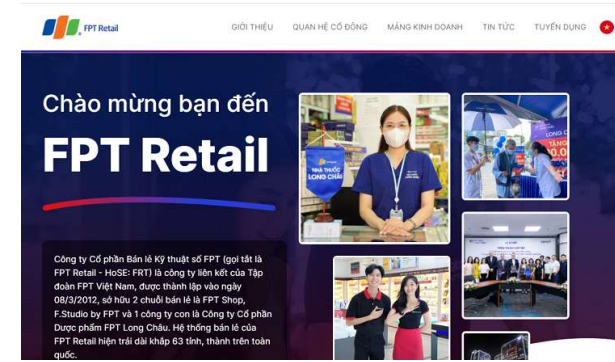 FPT Retail
GIỚI THIỆU QUAN HỆ CỔ ĐÔNG MẢNG KINH DOANH TIN TỨC TUYỂN DỤNG
Chào mừng bạn đến
FPT Retail
Công ty Cổ phần Bán lẻ Kỹ thuật số FPT (gọi tắt là
FPT Retail - HoSE: FRT) là công ty liên kết của Tập
đoàn FPT Việt Nam, được thành lập vào ngày
08/3/2012, sở hữu 2 chuỗi bán lẻ là FPT Shop,
F.Studio by FPT và 1 công ty con là Công ty Cổ phần
Dược phẩm FPT Long Châu. Hệ thống bán lẻ của
FPT Retail hiện trải dài khắp 63 tỉnh, thành trên toàn
quốc.
NHÀ THUỐC
LONG CHÂU
LONG C
TẶNG